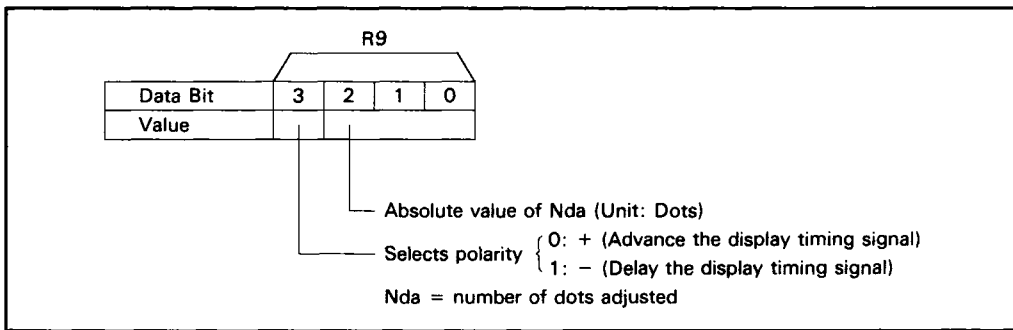 R9
Data Bit 3 2 1 0
Value
Absolute value of Nda (Unit: Dots)
Selects polarity { 0: + (Advance the display timing signal)
1: − (Delay the display timing signal)
Nda = number of dots adjusted